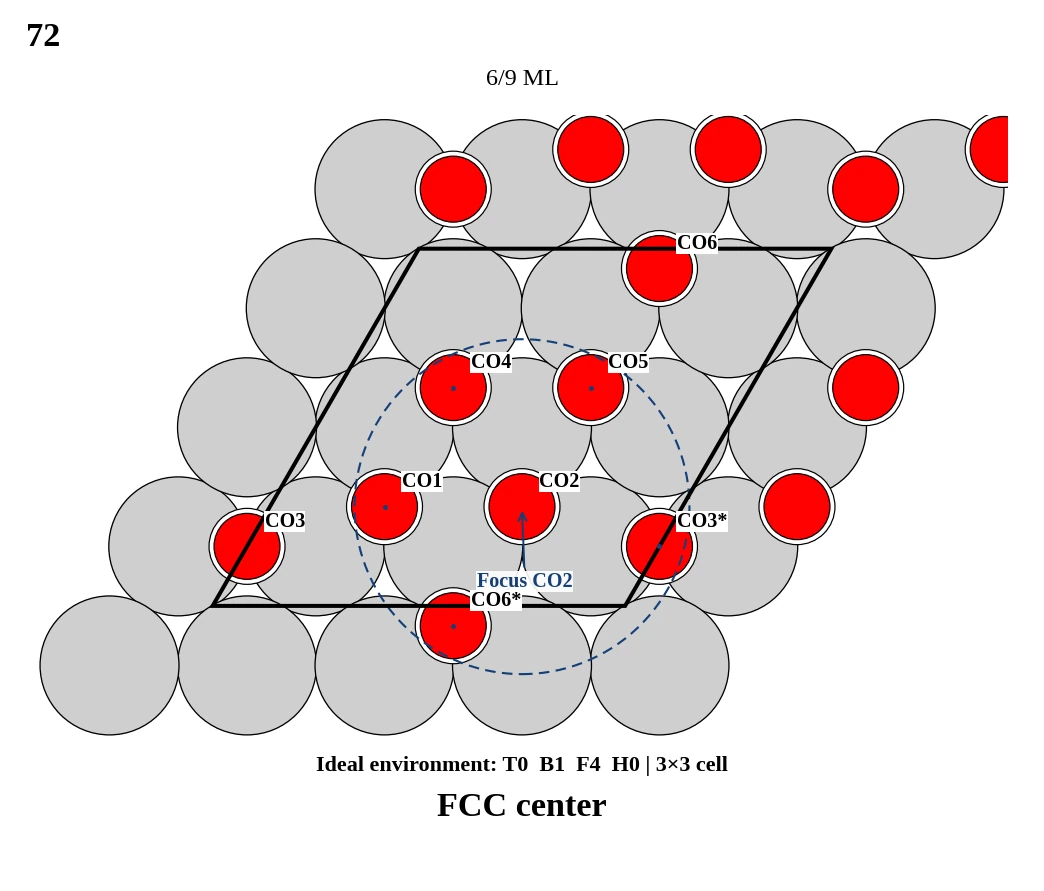 72
6/9 ML
CO6
CO4
CO5
CO1
CO2
CO3
CO3*
Focus CO2
CO6*
Ideal environment: T0 B1 F4 H0 | 3×3 cell
FCC center